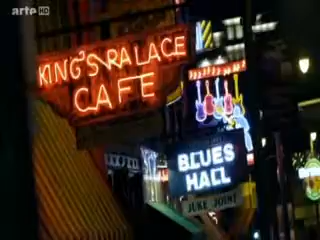 arte HD
KING'S PALACE
CAFE
BLUES
HALL
JUKE JOINT